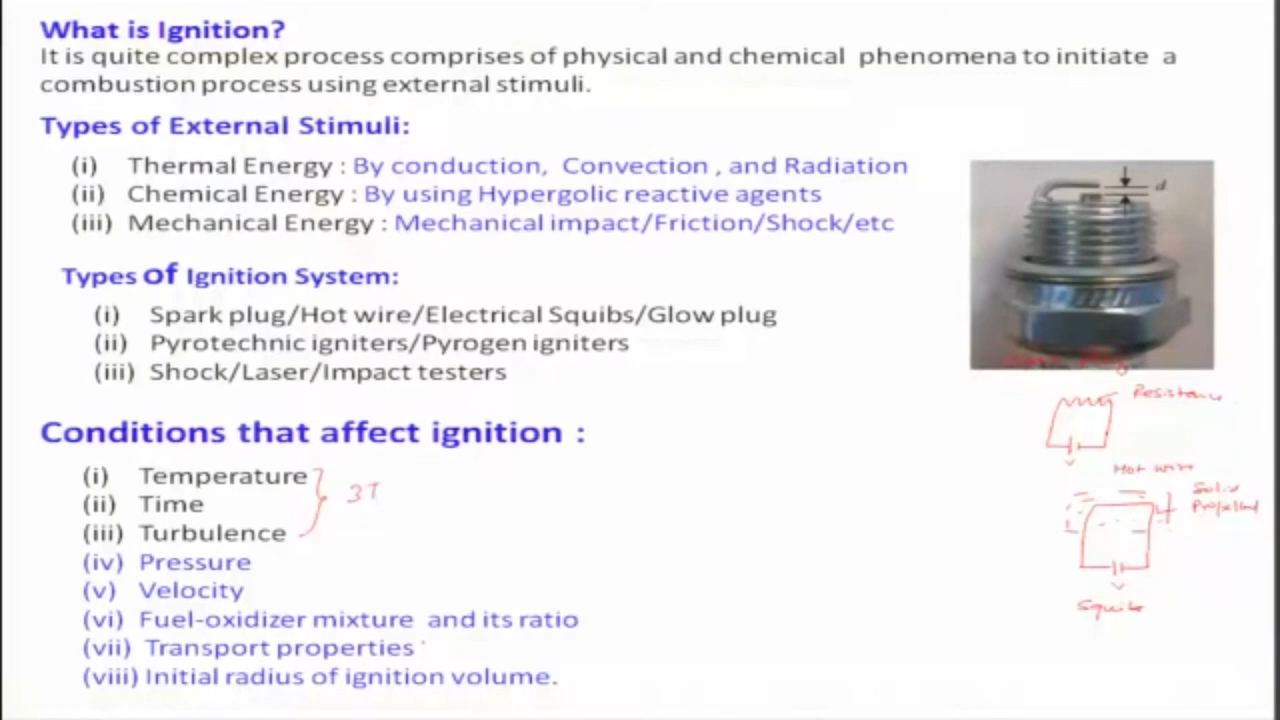 What is Ignition?
It is quite complex process comprises of physical and chemical phenomena to initiate a
combustion process using external stimuli.
Types of External Stimuli:
(i) Thermal Energy : By conduction, Convection , and Radiation
(ii) Chemical Energy : By using Hypergolic reactive agents
(iii) Mechanical Energy : Mechanical impact/Friction/Shock/etc
Types of Ignition System:
(i) Spark plug/Hot wire/Electrical Squibs/Glow plug
(ii) Pyrotechnic igniters/Pyrogen igniters
(iii) Shock/Laser/Impact testers
Conditions that affect ignition :
(i) Temperature
(ii) Time
(iii) Turbulence
3T
(iv) Pressure
(v) Velocity
(vi) Fuel-oxidizer mixture and its ratio
(vii) Transport properties
(viii) Initial radius of ignition volume.
d
Resistance
Hot wire
Solid
Propellant
Squib